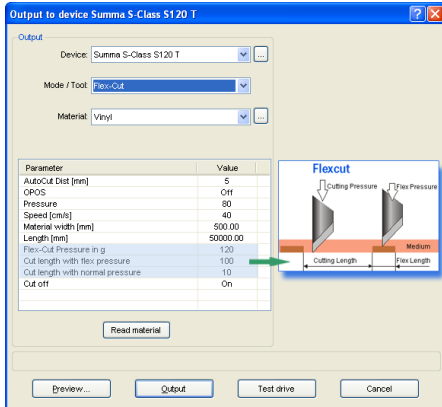 Output to device Summa S-Class S120 T
Output
Device: Summa S-Class S120 T ...
Mode / Tool: Flex-Cut
Material: Vinyl ...
Parameter Value
AutoCut Dist [mm] 5
OPOS Off
Pressure 80
Speed [cm/s] 40
Material width [mm] 500.00
Length [mm] 50000.00
Flex-Cut Pressure in g 120
Cut length with flex pressure 100
Cut length with normal pressure 10
Cut off On
Flexcut
Cutting Pressure Flex Pressure
Medium
Cutting Length Flex Length
Read material
Preview... Output Test drive Cancel